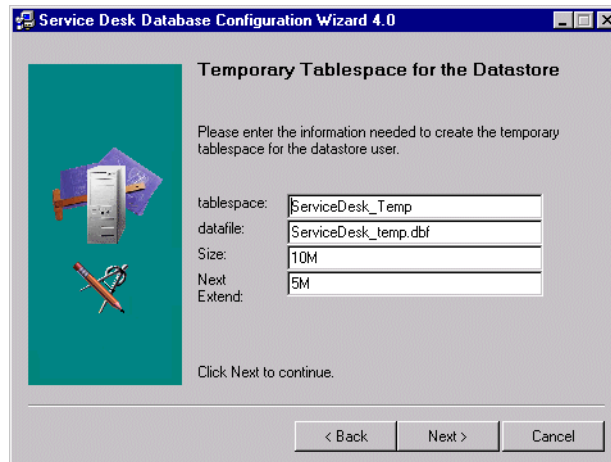 Service Desk Database Configuration Wizard 4.0
Temporary Tablespace for the Datastore
Please enter the information needed to create the temporary
tablespace for the datastore user.
tablespace: ServiceDesk_Temp
datafile: ServiceDesk_temp.dbf
Size: 10M
Next 5M
Extend:
Click Next to continue.
< Back Next > Cancel